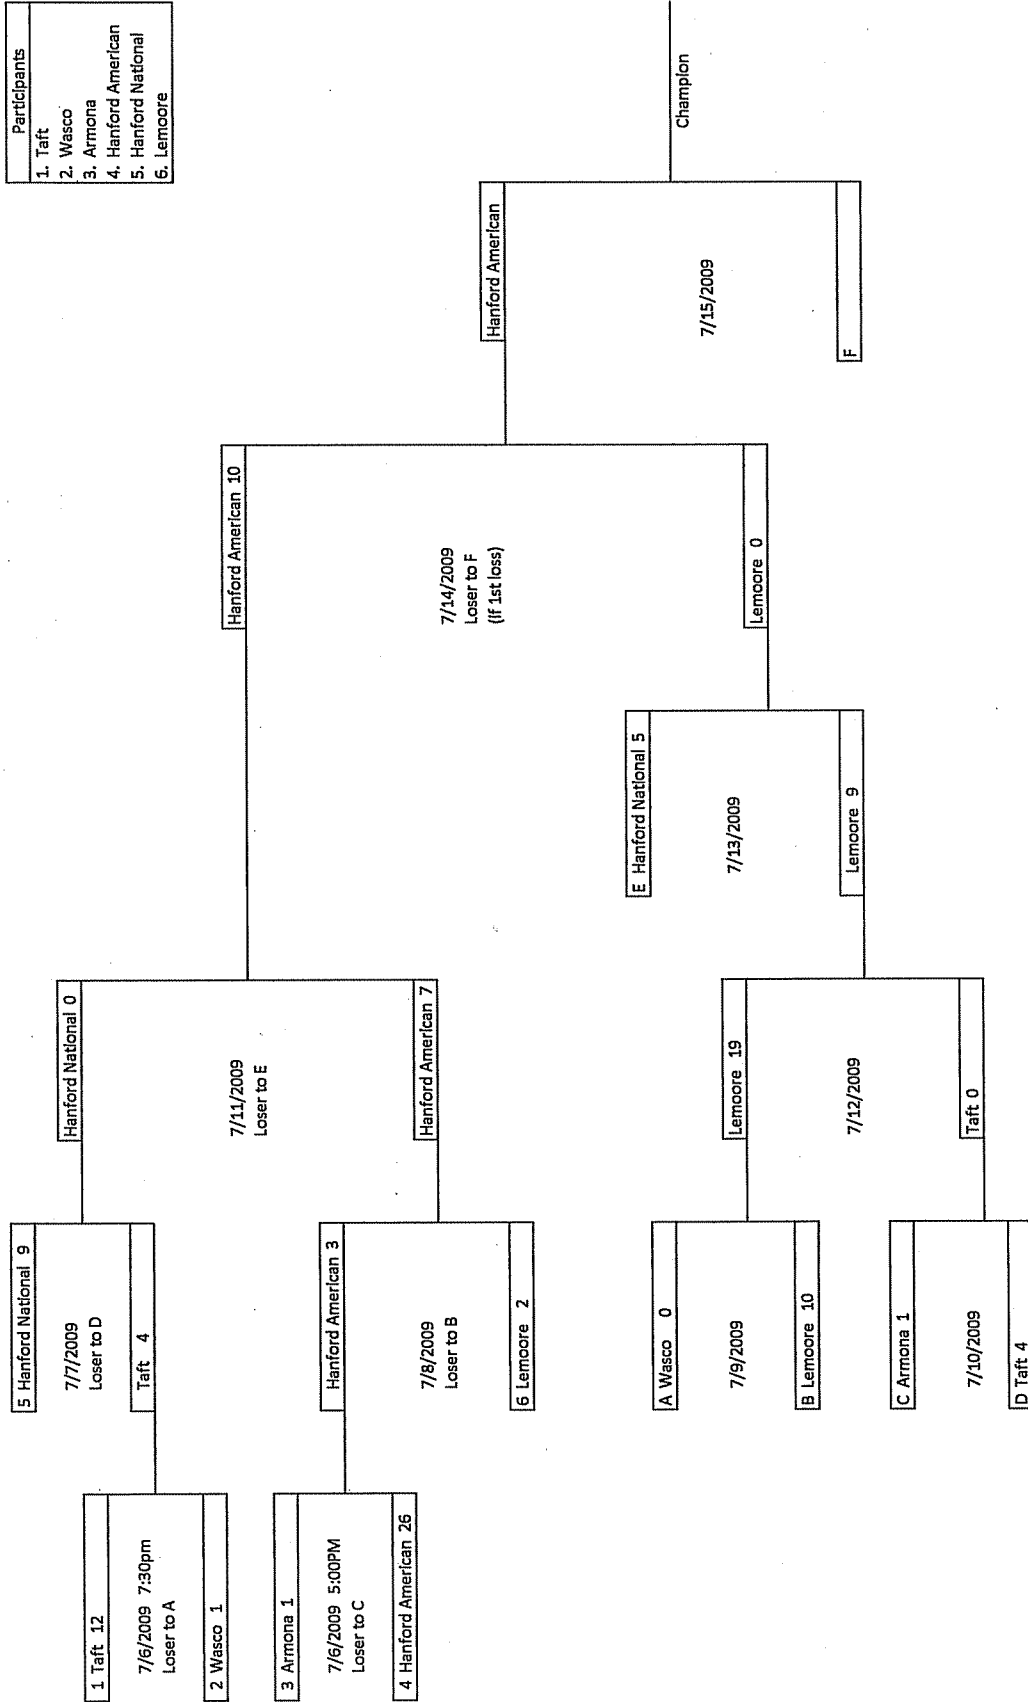 Participants
1. Taft
2. Wasco
3. Armona
4. Hanford American
5. Hanford National
6. Lemoore
1 Taft 12
7/6/2009 7:30pm
Loser to A
2 Wasco 1
3 Armona 1
7/6/2009 5:00PM
Loser to C
4 Hanford American 26
5 Hanford National 9
7/7/2009
Loser to D
Taft 4
Hanford American 3
7/8/2009
Loser to B
6 Lemoore 2
A Wasco 0
7/9/2009
B Lemoore 10
C Armona 1
7/10/2009
D Taft 4
Hanford National 0
7/11/2009
Loser to E
Hanford American 7
Lemoore 19
7/12/2009
Taft 0
E Hanford National 5
7/13/2009
Lemoore 9
Hanford American 10
7/14/2009
Loser to F
(If 1st loss)
Lemoore 0
Hanford American
7/15/2009
F
Champion